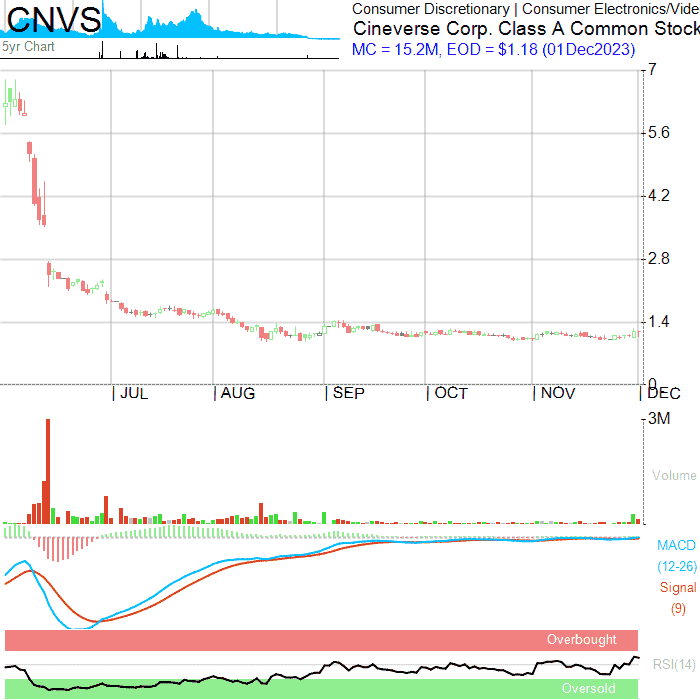 CNVS
5yr Chart
Consumer Discretionary | Consumer Electronics/Vide
Cineverse Corp. Class A Common Stock
MC = 15.2M, EOD = $1.18 (01Dec2023)
7
5.6
4.2
2.8
1.4
0
JUL
AUG
SEP
OCT
NOV
DEC
3M
Volume
MACD
(12-26)
Signal
(9)
Overbought
RSI(14)
Oversold